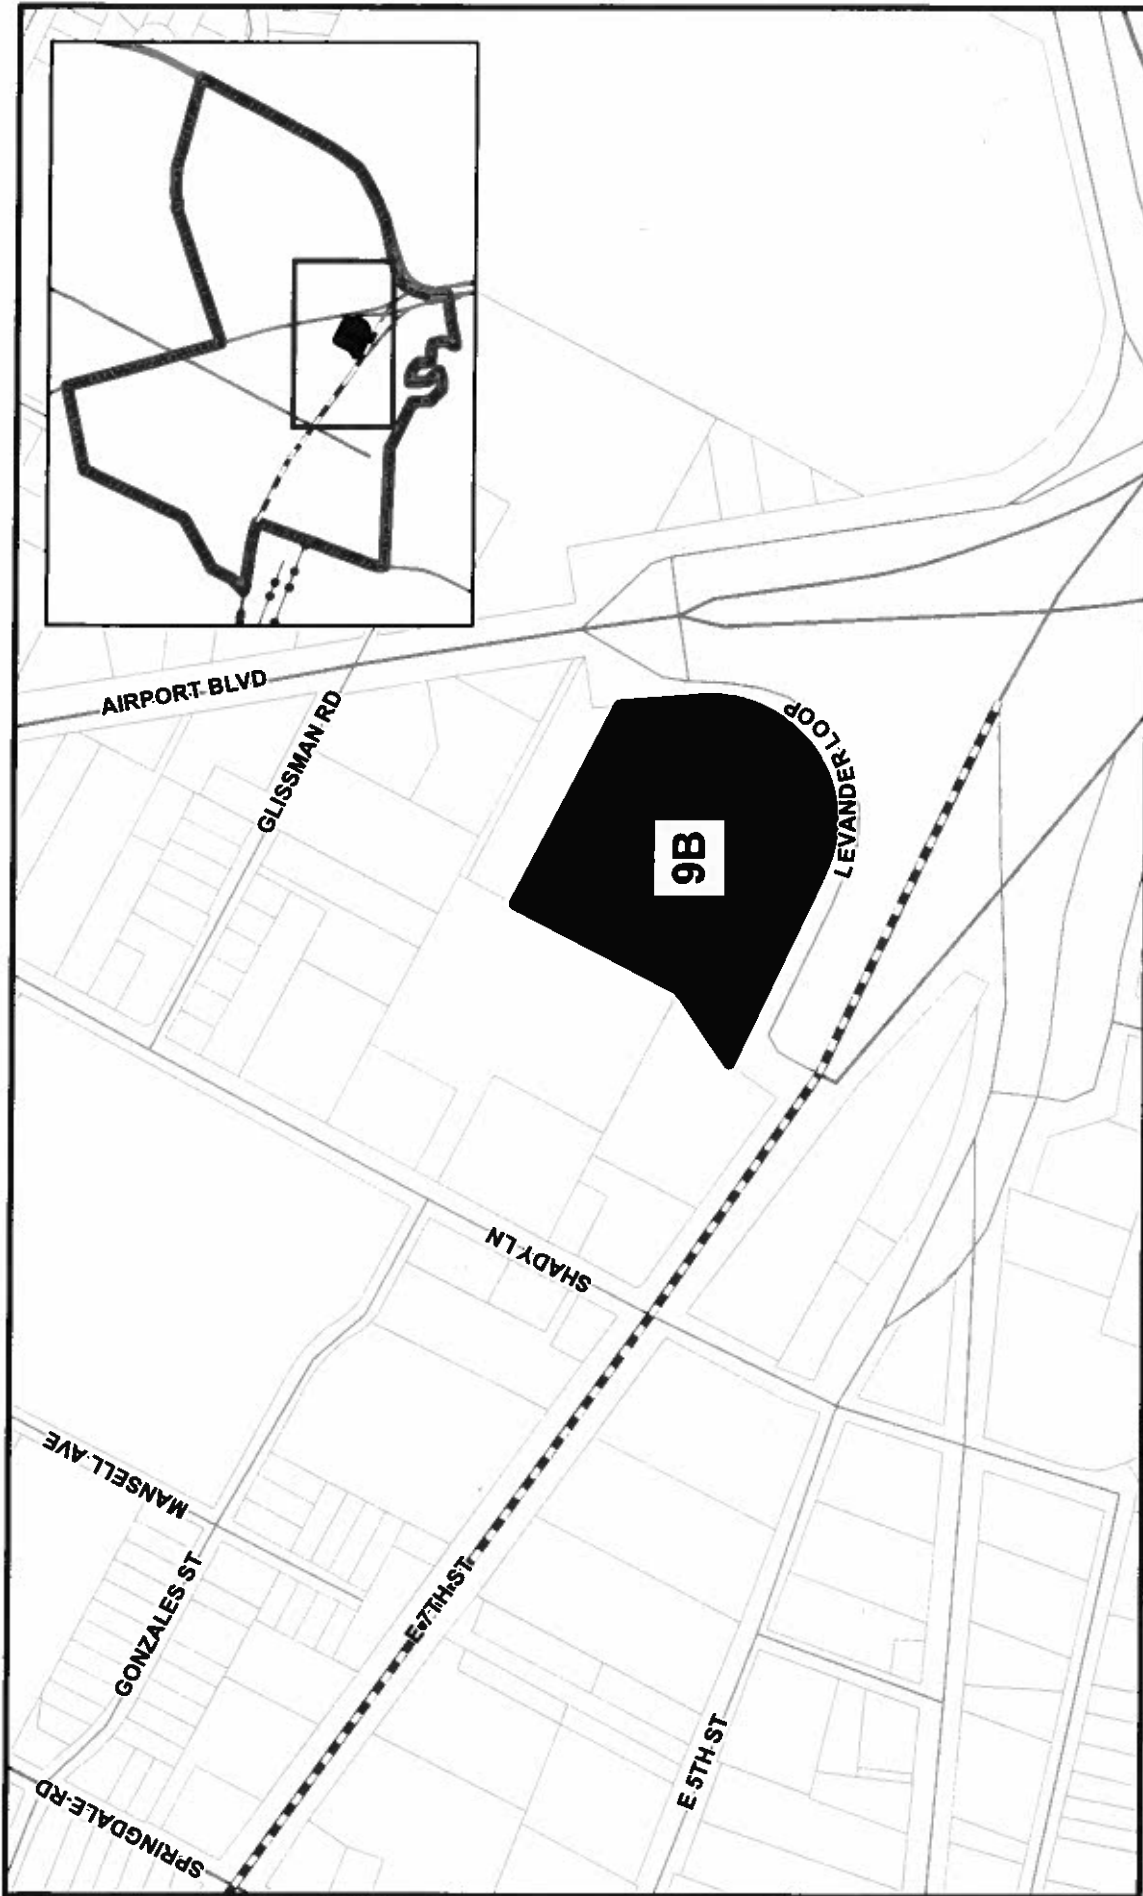 AIRPORT BLVD
GLISSMAN RD
LEVANDER LOOP
9B
SHADY LN
MANSELL AVE
GONZALES ST
E 7TH ST
E 5TH ST
SPRINGDALE RD